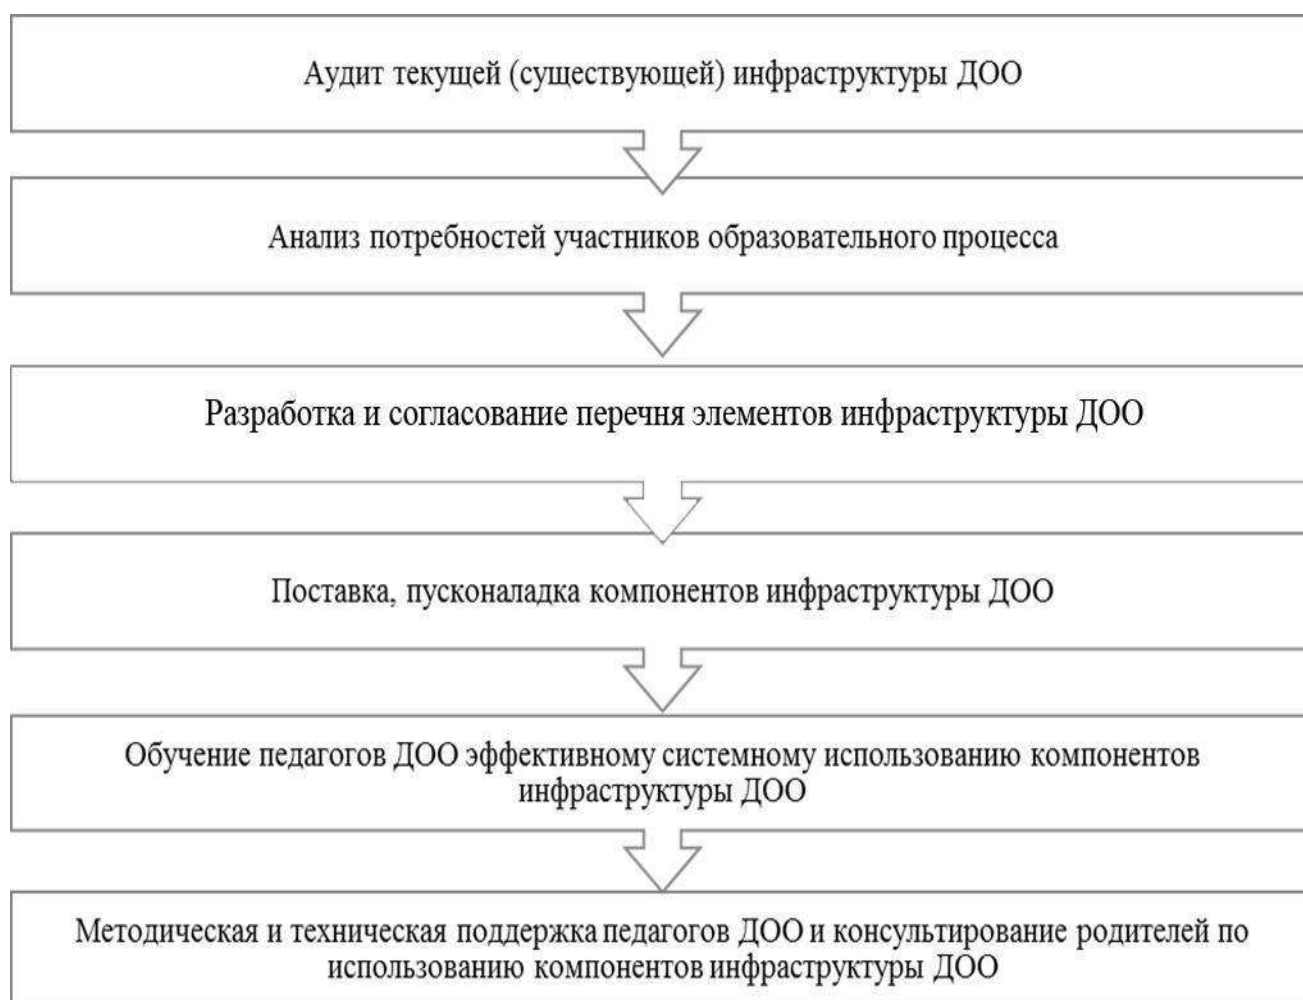 Аудит текущей (существующей) инфраструктуры ДОО
Анализ потребностей участников образовательного процесса
Разработка и согласование перечня элементов инфраструктуры ДОО
Поставка, пусконаладка компонентов инфраструктуры ДОО
Обучение педагогов ДОО эффективному системному использованию компонентов
инфраструктуры ДОО
Методическая и техническая поддержка педагогов ДОО и консультирование родителей по
использованию компонентов инфраструктуры ДОО